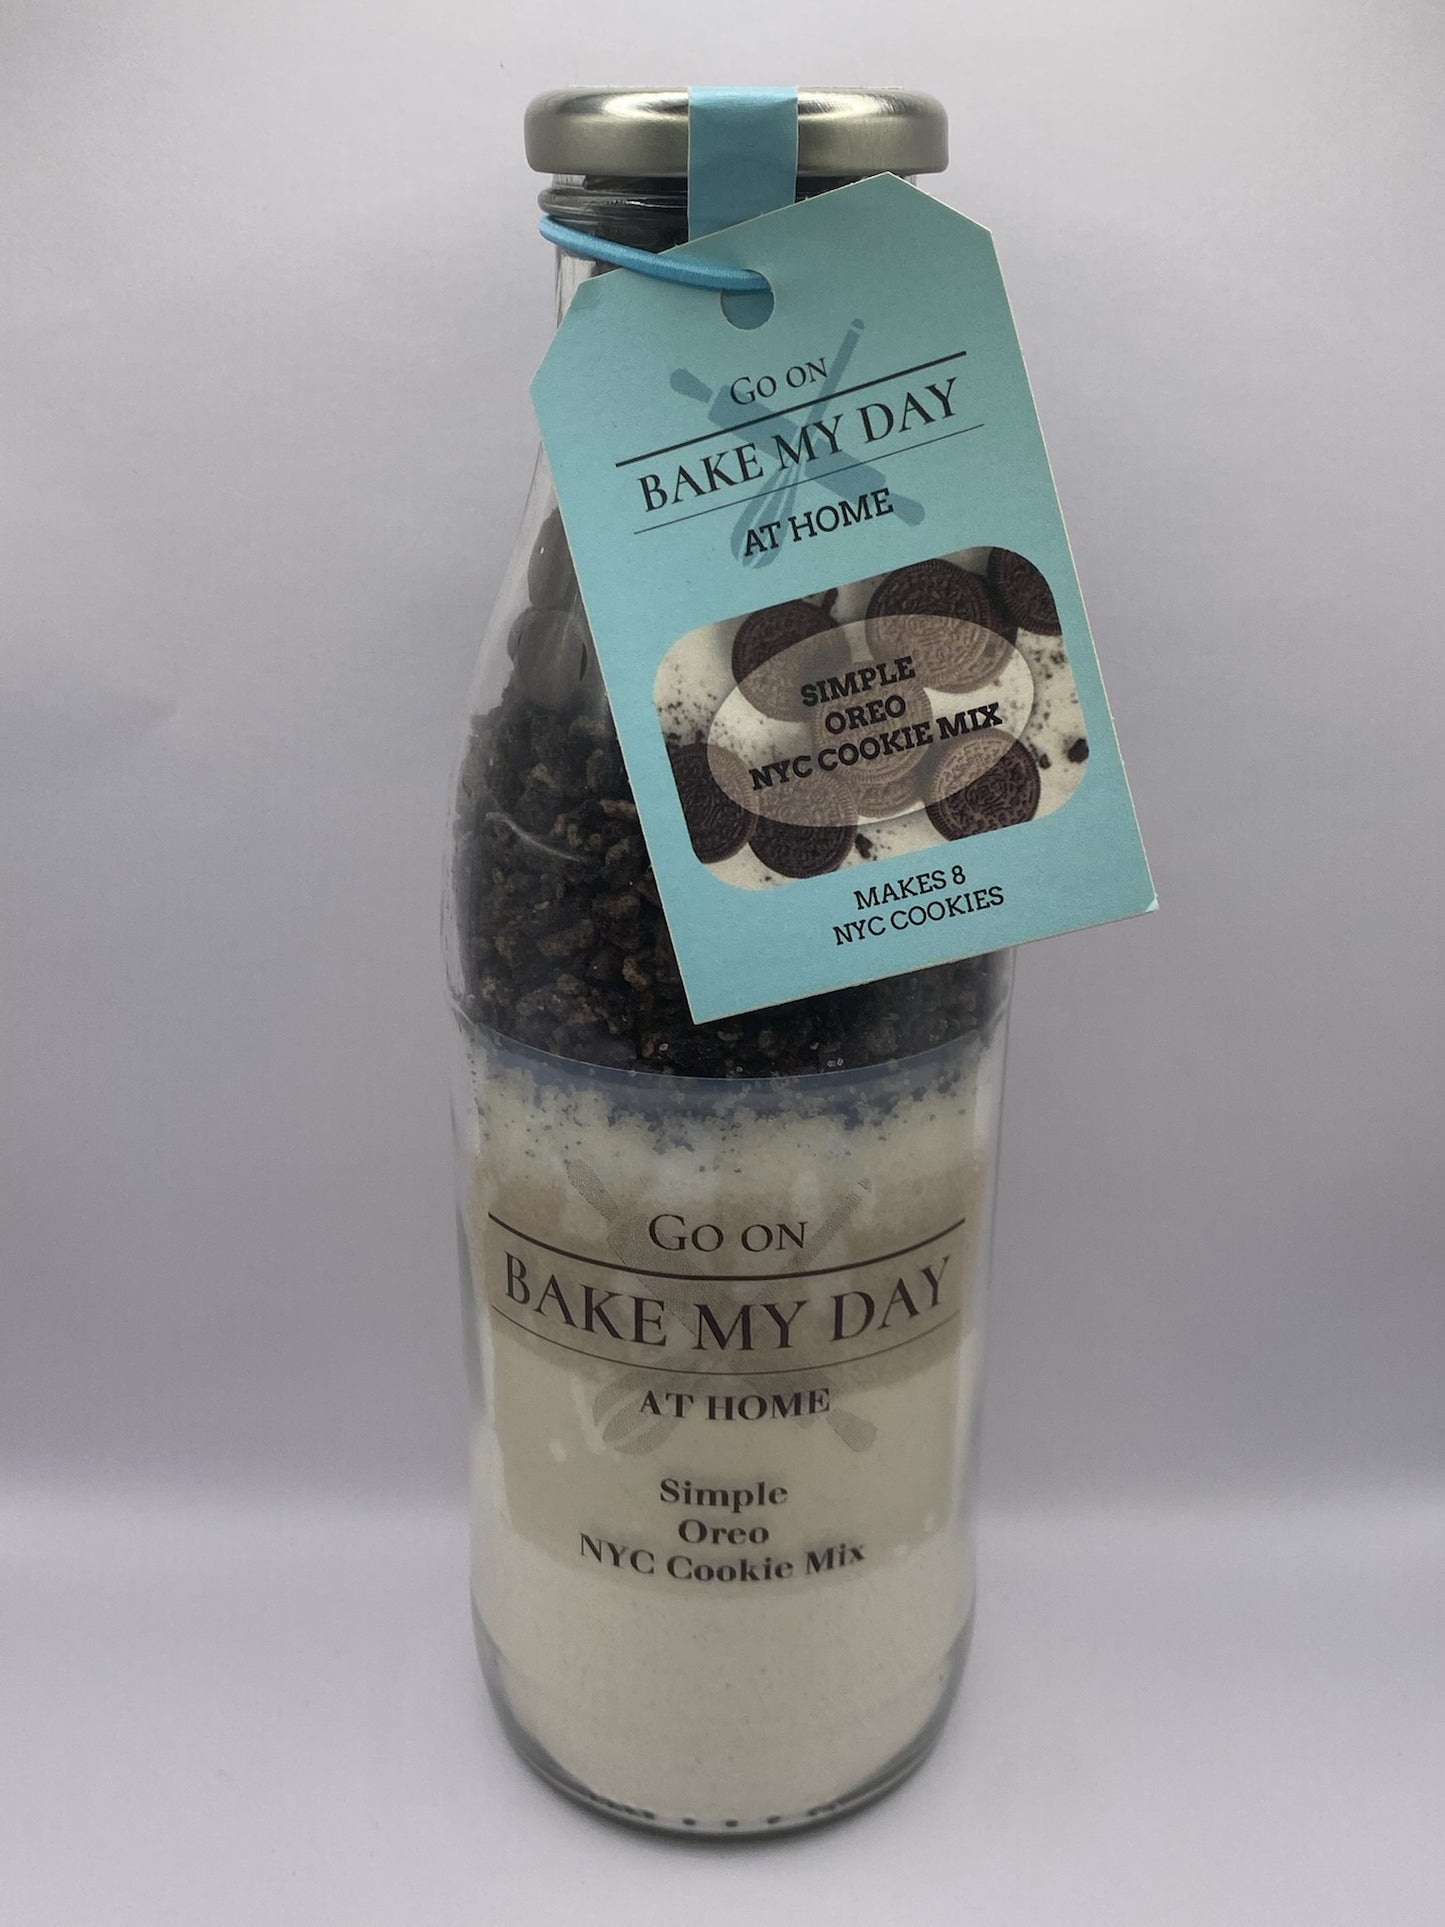 GO ON
BAKE MY DAY
AT HOME
SIMPLE
OREO
NYC COOKIE MIX
MAKES 8
NYC COOKIES
GO ON
BAKE MY DAY
AT HOME
Simple
Oreo
NYC Cookie Mix